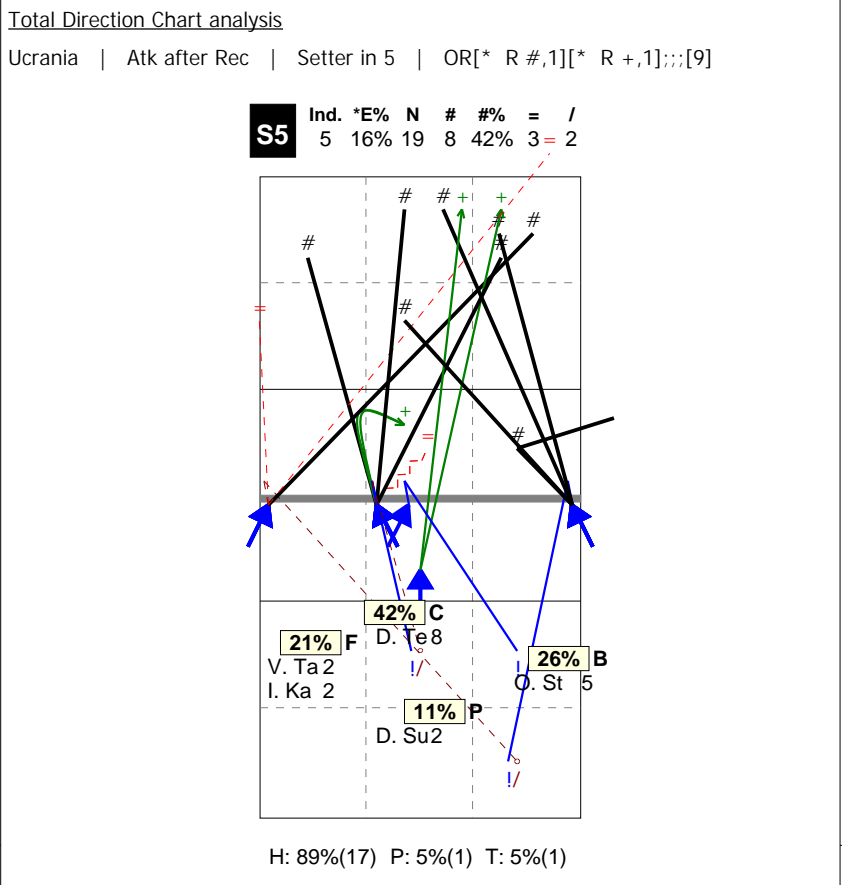 Total Direction Chart analysis
Ucrania | Atk after Rec | Setter in 5 | OR[* R #,1][* R +,1];;;[9]
Ind. *E% N # #% = /
S5 5 16% 19 8 42% 3 2
=
# # + + #
#
# #
=
#
+
# =
42% C
D. Te 8
21% F
V. Ta 2
I. Ka 2
!/
!
26% B
O. St 5
11% P
D. Su 2
!/
H: 89%(17) P: 5%(1) T: 5%(1)